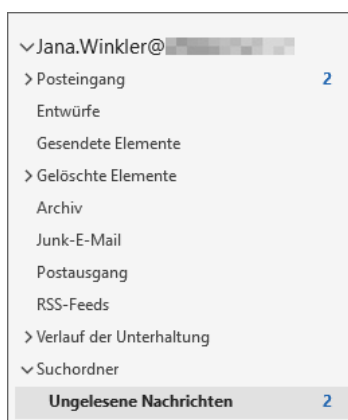 Jana.Winkler@
Posteingang 2
Entwürfe
Gesendete Elemente
Gelöschte Elemente
Archiv
Junk-E-Mail
Postausgang
RSS-Feeds
Verlauf der Unterhaltung
Suchordner
Ungelesene Nachrichten 2